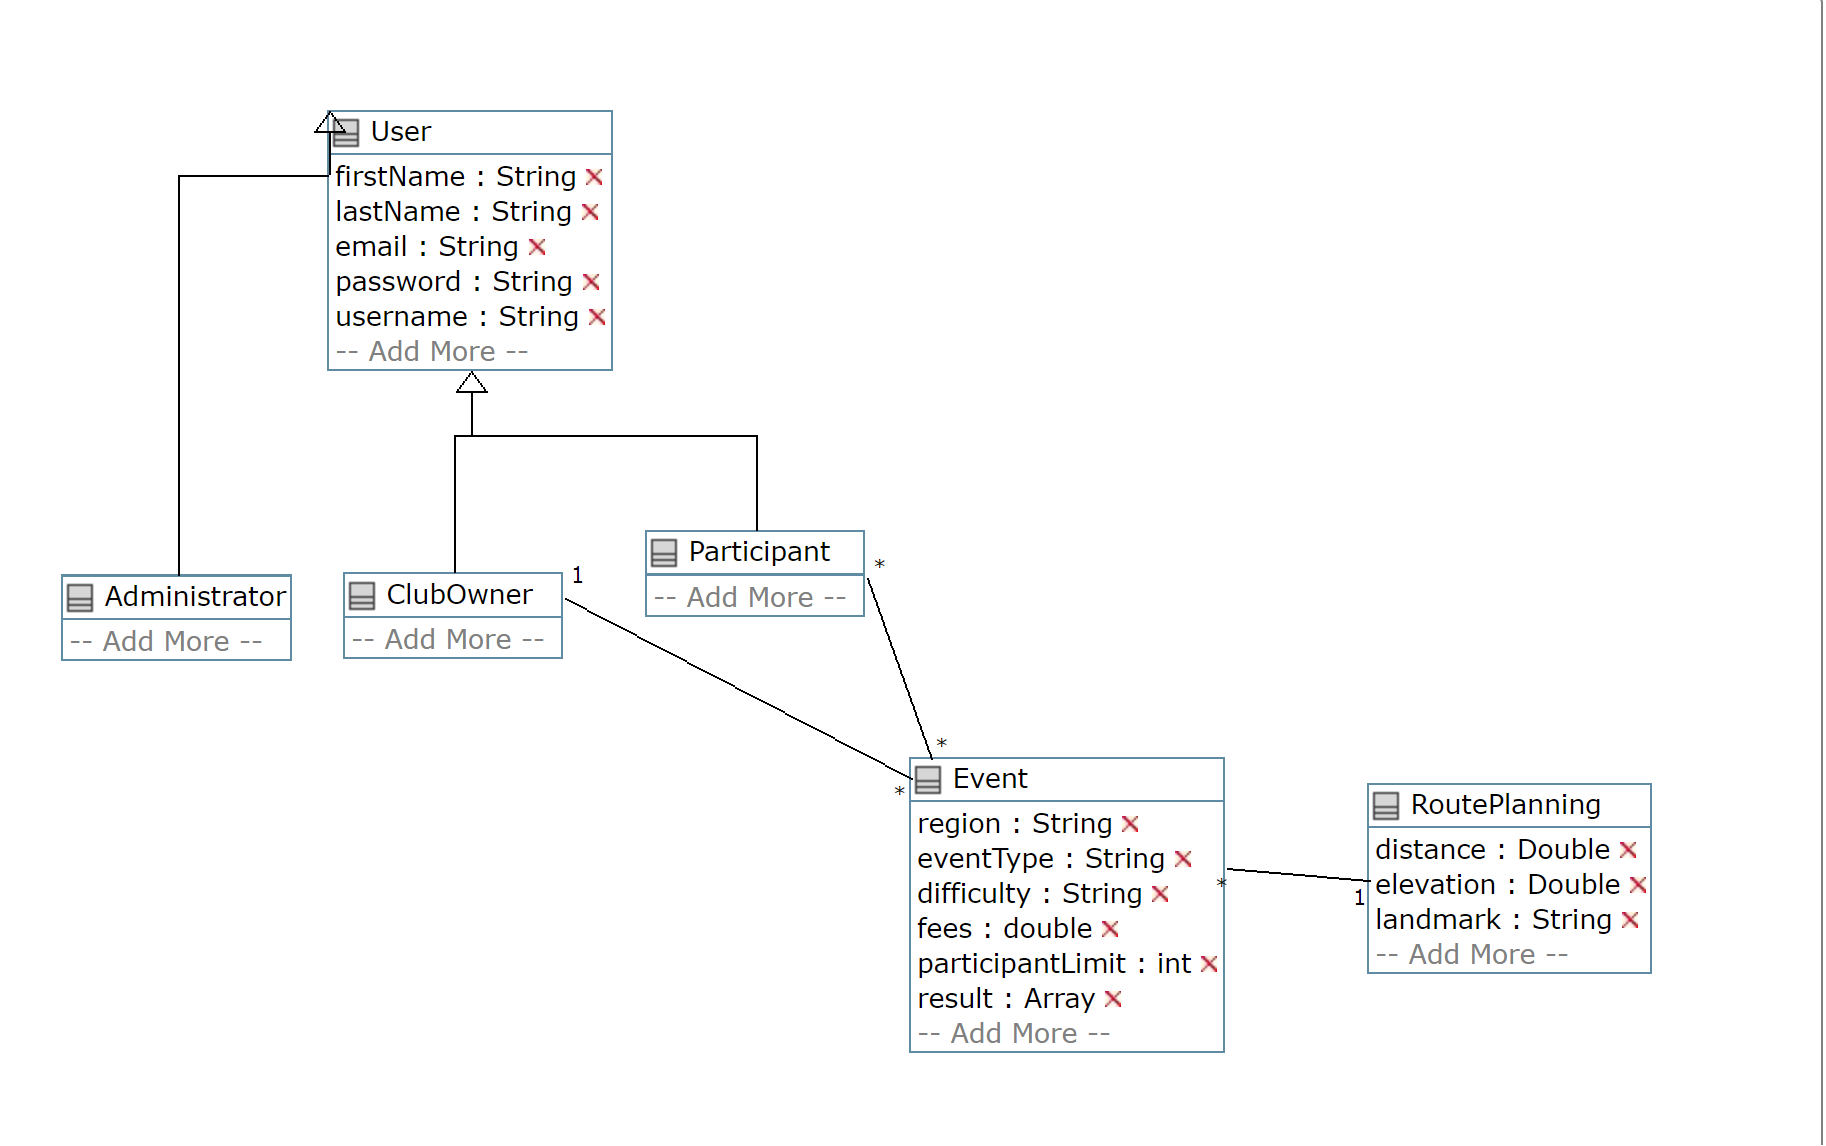 User
firstName : String
lastName : String
email : String
password : String
username : String
-- Add More --
Administrator
-- Add More --
ClubOwner
-- Add More --
1
Participant
-- Add More --
*
*
*
Event
region : String
eventType : String
difficulty : String
fees : double
participantLimit : int
result : Array
-- Add More --
*
1
RoutePlanning
distance : Double
elevation : Double
landmark : String
-- Add More --